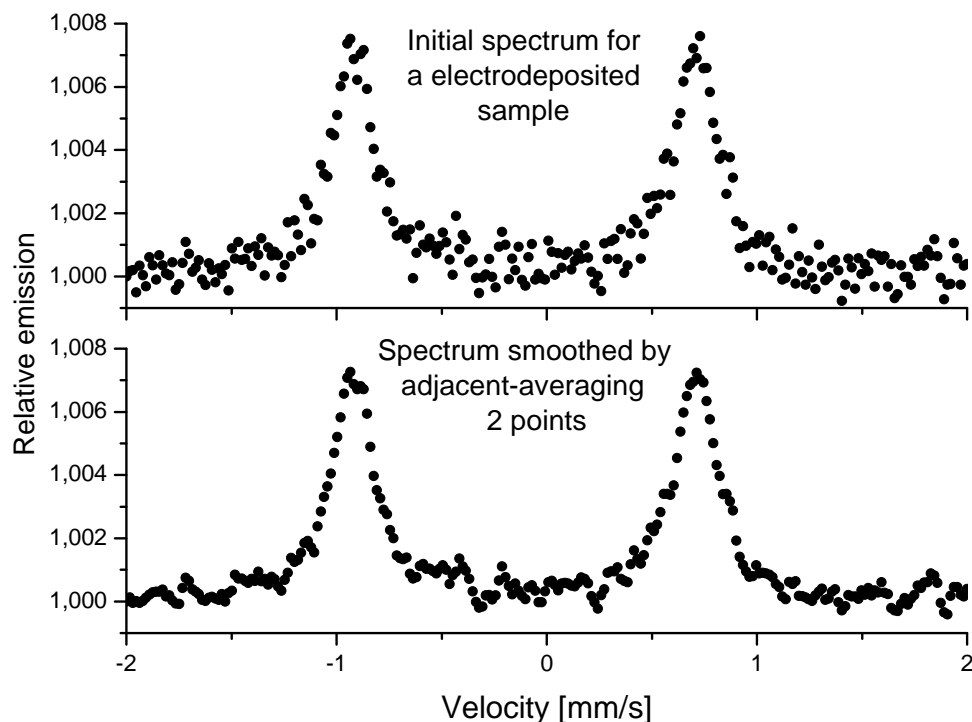 1,008
1,006
1,004
1,002
1,000
Initial spectrum for
a electrodeposited
sample
Relative emission
1,008
1,006
1,004
1,002
1,000
Spectrum smoothed by
adjacent-averaging
2 points
-2
-1
0
1
2
Velocity [mm/s]